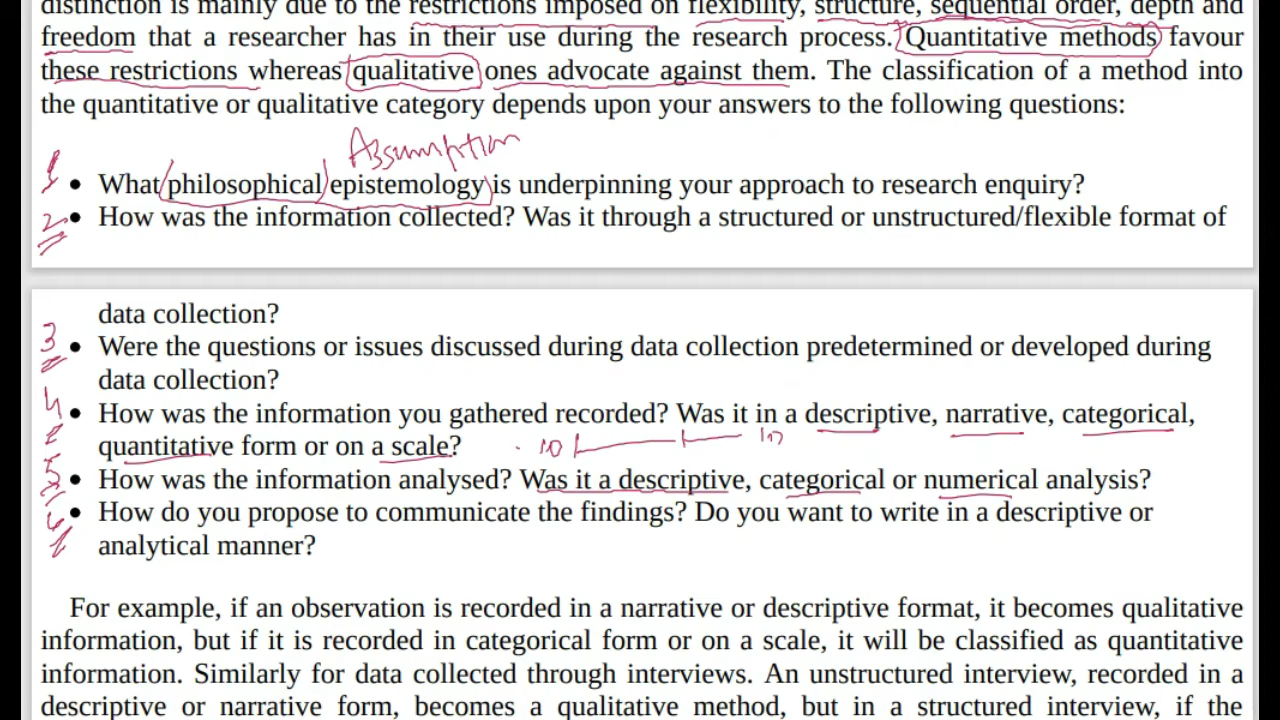 distinction is mainly due to the restrictions imposed on flexibility, structure, sequential order, depth and
freedom that a researcher has in their use during the research process. Quantitative methods favour
these restrictions whereas qualitative ones advocate against them. The classification of a method into
the quantitative or qualitative category depends upon your answers to the following questions:
Assumption
1
• What philosophical epistemology is underpinning your approach to research enquiry?
2
• How was the information collected? Was it through a structured or unstructured/flexible format of
data collection?
3
• Were the questions or issues discussed during data collection predetermined or developed during
data collection?
4
• How was the information you gathered recorded? Was it in a descriptive, narrative, categorical,
quantitative form or on a scale?
5
• How was the information analysed? Was it a descriptive, categorical or numerical analysis?
6
• How do you propose to communicate the findings? Do you want to write in a descriptive or
analytical manner?
For example, if an observation is recorded in a narrative or descriptive format, it becomes qualitative
information, but if it is recorded in categorical form or on a scale, it will be classified as quantitative
information. Similarly for data collected through interviews. An unstructured interview, recorded in a
descriptive or narrative form, becomes a qualitative method, but in a structured interview, if the